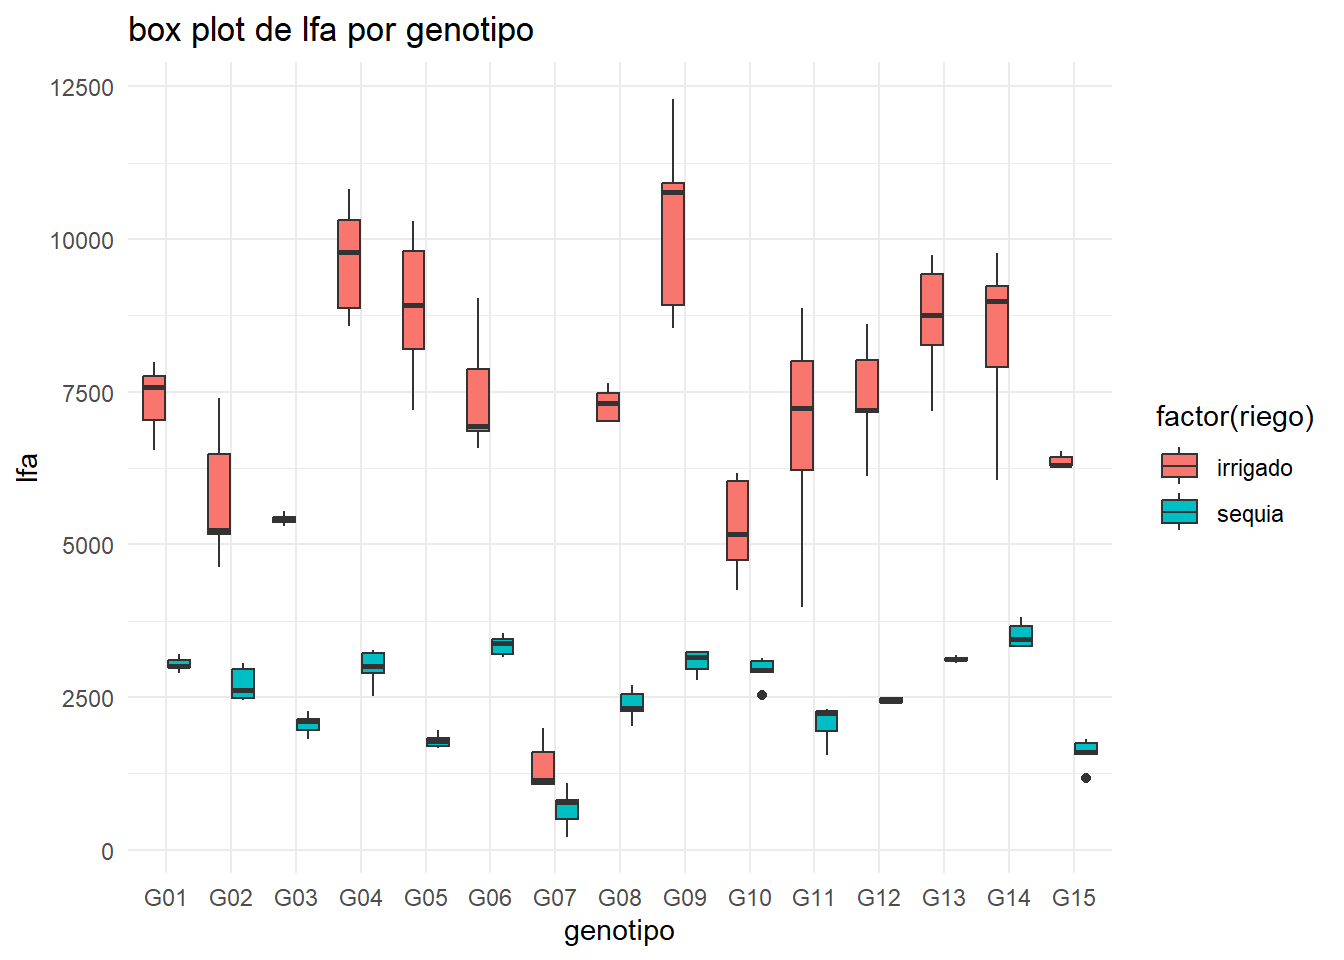 box plot de lfa por genotipo
12500
10000
7500
5000
2500
0
lfa
G01 G02 G03 G04 G05 G06 G07 G08 G09 G10 G11 G12 G13 G14 G15
genotipo
factor(riego)
irrigado
sequia